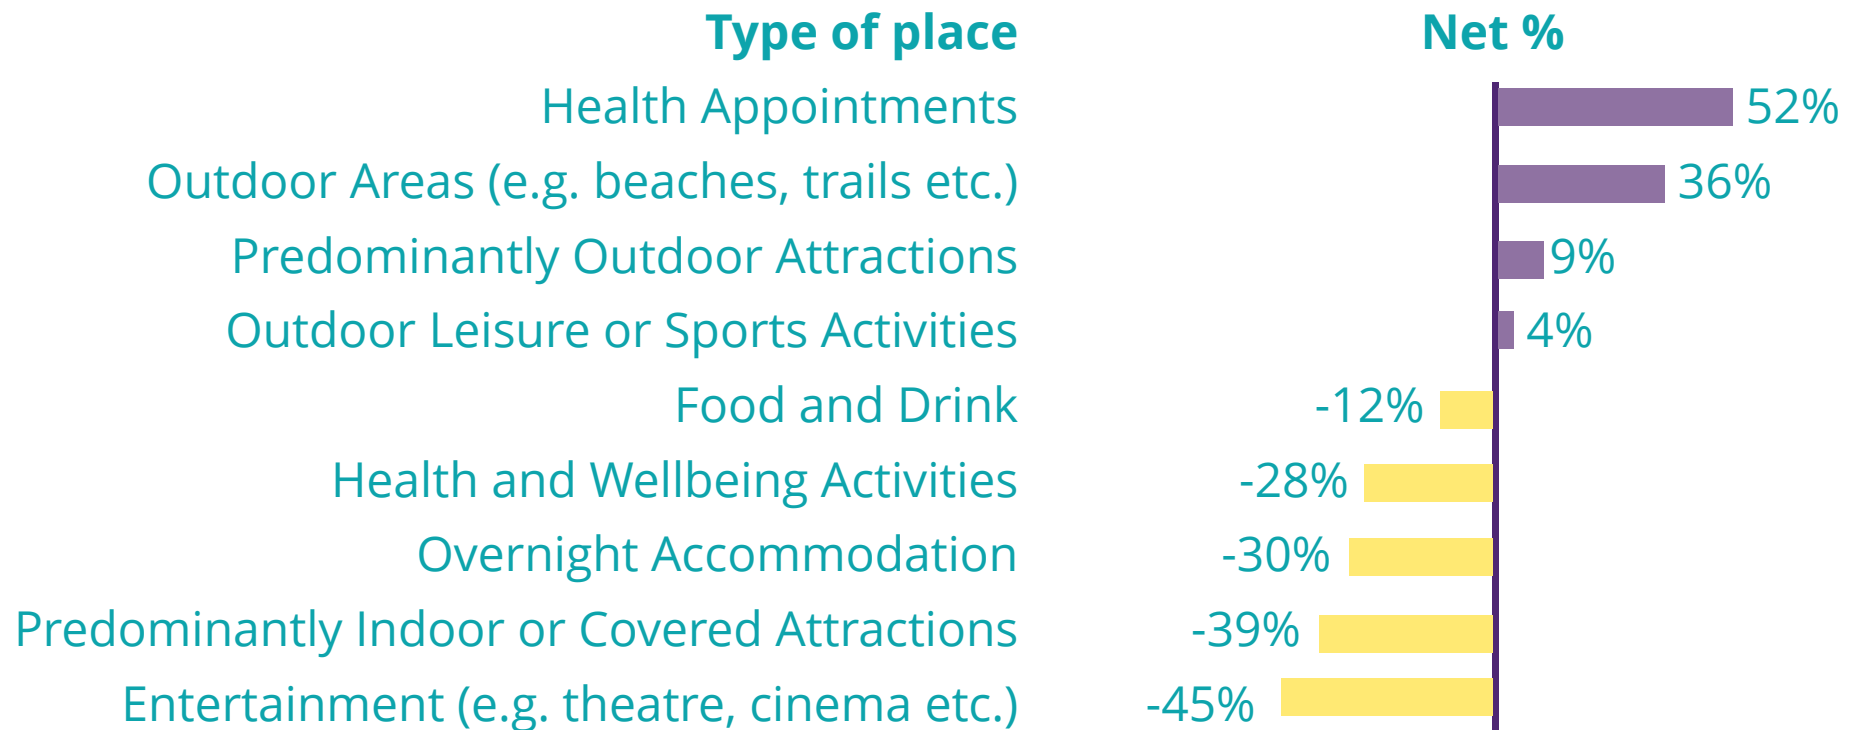 Type of place Net %
Health Appointments 52%
Outdoor Areas (e.g. beaches, trails etc.) 36%
Predominantly Outdoor Attractions 9%
Outdoor Leisure or Sports Activities 4%
Food and Drink -12%
Health and Wellbeing Activities -28%
Overnight Accommodation -30%
Predominantly Indoor or Covered Attractions -39%
Entertainment (e.g. theatre, cinema etc.) -45%